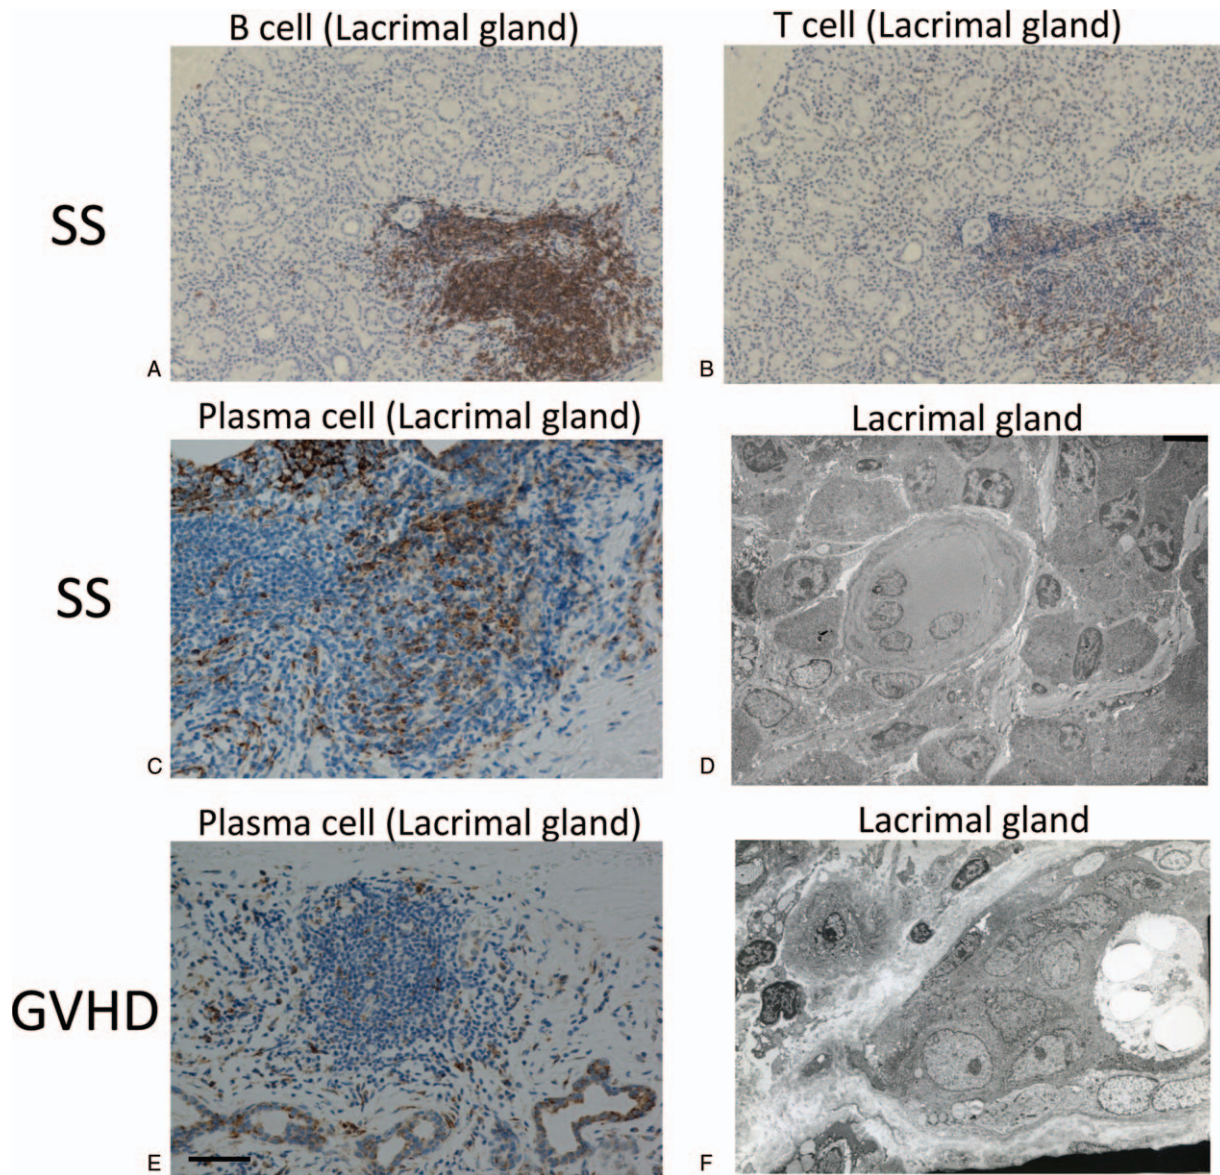 B cell (Lacrimal gland)
T cell (Lacrimal gland)
SS
A
B
Plasma cell (Lacrimal gland)
Lacrimal gland
SS
C
D
Plasma cell (Lacrimal gland)
Lacrimal gland
GVHD
E
F